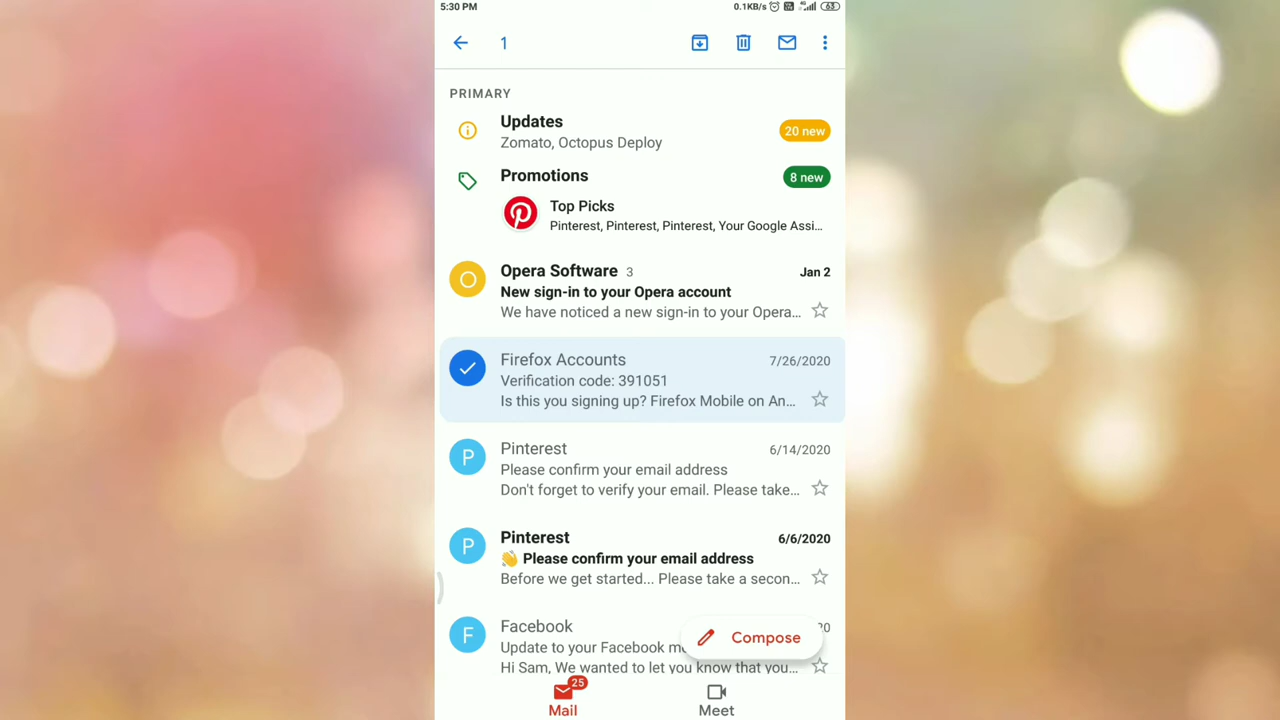 5:30 PM
0.1KB/s 4G 63
1
PRIMARY
Updates
20 new
Zomato, Octopus Deploy
Promotions
8 new
Top Picks
Pinterest, Pinterest, Pinterest, Your Google Assi...
O
Opera Software 3
Jan 2
New sign-in to your Opera account
We have noticed a new sign-in to your Opera...
Firefox Accounts
7/26/2020
Verification code: 391051
Is this you signing up? Firefox Mobile on An...
P
Pinterest
6/14/2020
Please confirm your email address
Don't forget to verify your email. Please take...
P
Pinterest
6/6/2020
👋 Please confirm your email address
Before we get started... Please take a secon...
F
Facebook
20
Update to your Facebook
Compose
Hi Sam, We wanted to let you know that you...
25
Mail
Meet